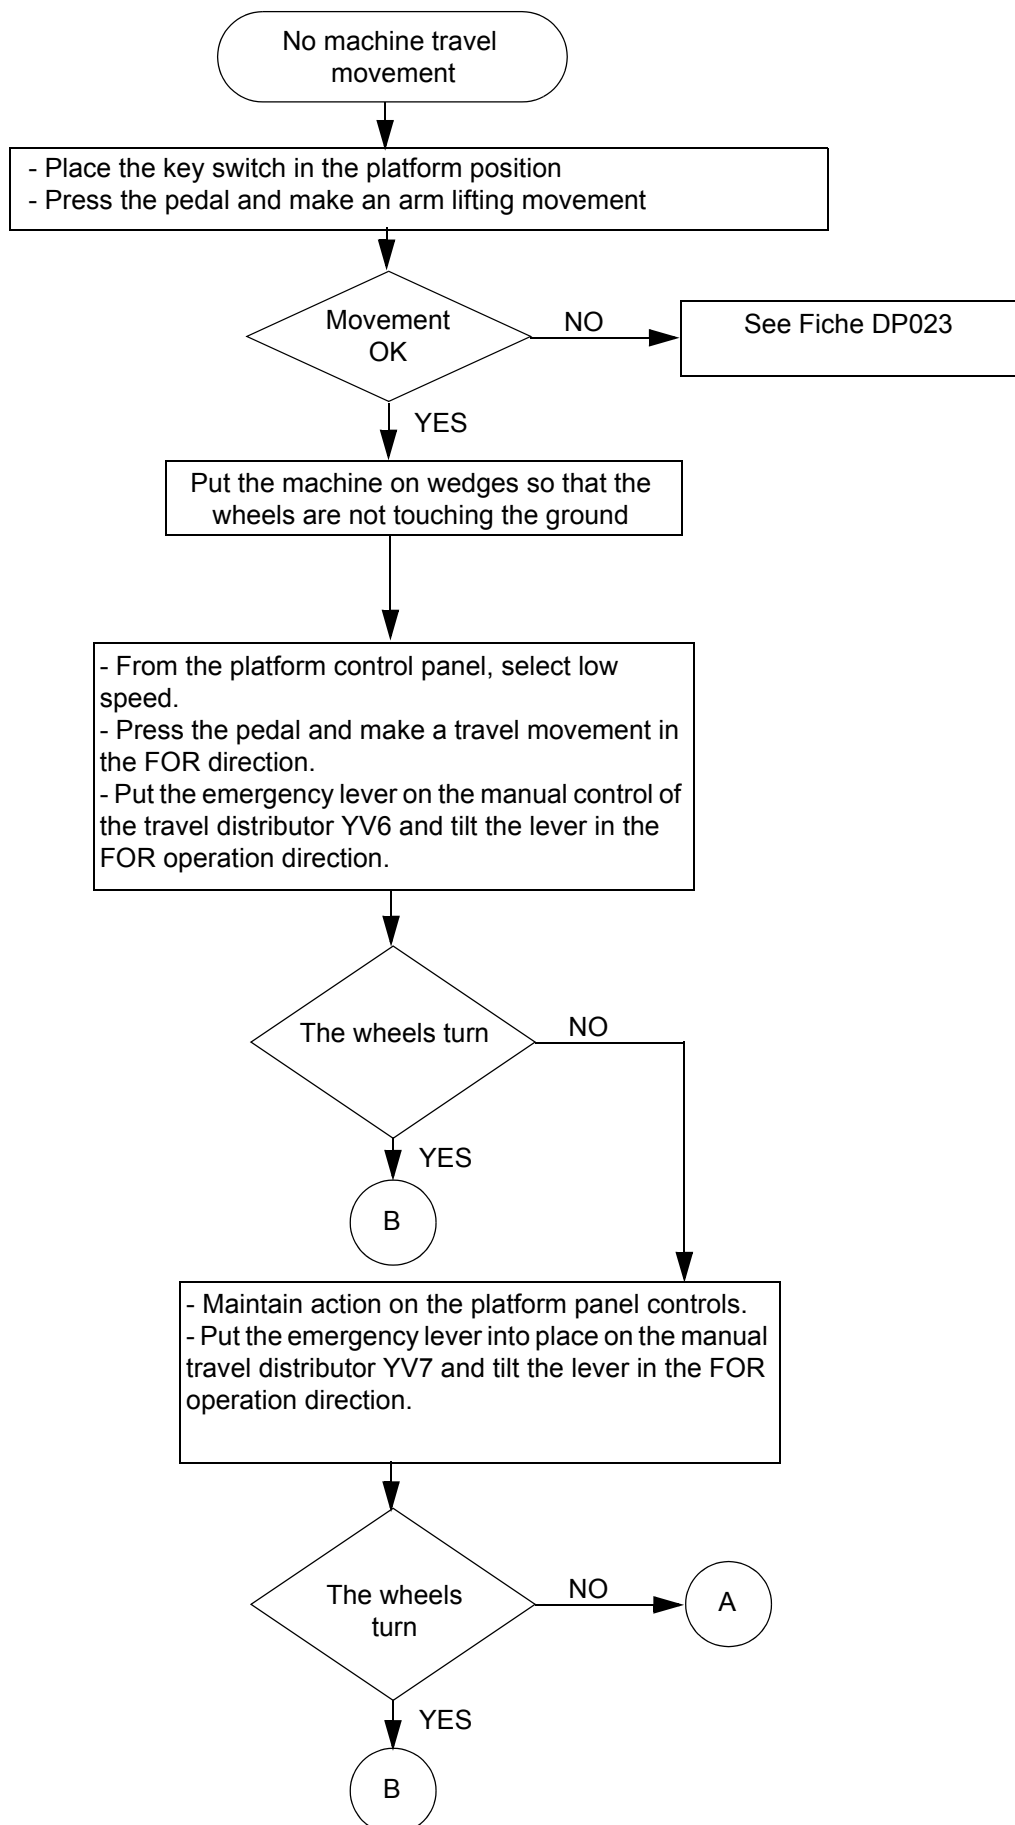 No machine travel
movement
- Place the key switch in the platform position
- Press the pedal and make an arm lifting movement
Movement
OK
NO
See Fiche DP023
YES
Put the machine on wedges so that the
wheels are not touching the ground
- From the platform control panel, select low
speed.
- Press the pedal and make a travel movement in
the FOR direction.
- Put the emergency lever on the manual control of
the travel distributor YV6 and tilt the lever in the
FOR operation direction.
The wheels turn
NO
YES
B
- Maintain action on the platform panel controls.
- Put the emergency lever into place on the manual
travel distributor YV7 and tilt the lever in the FOR
operation direction.
The wheels
turn
NO
A
YES
B